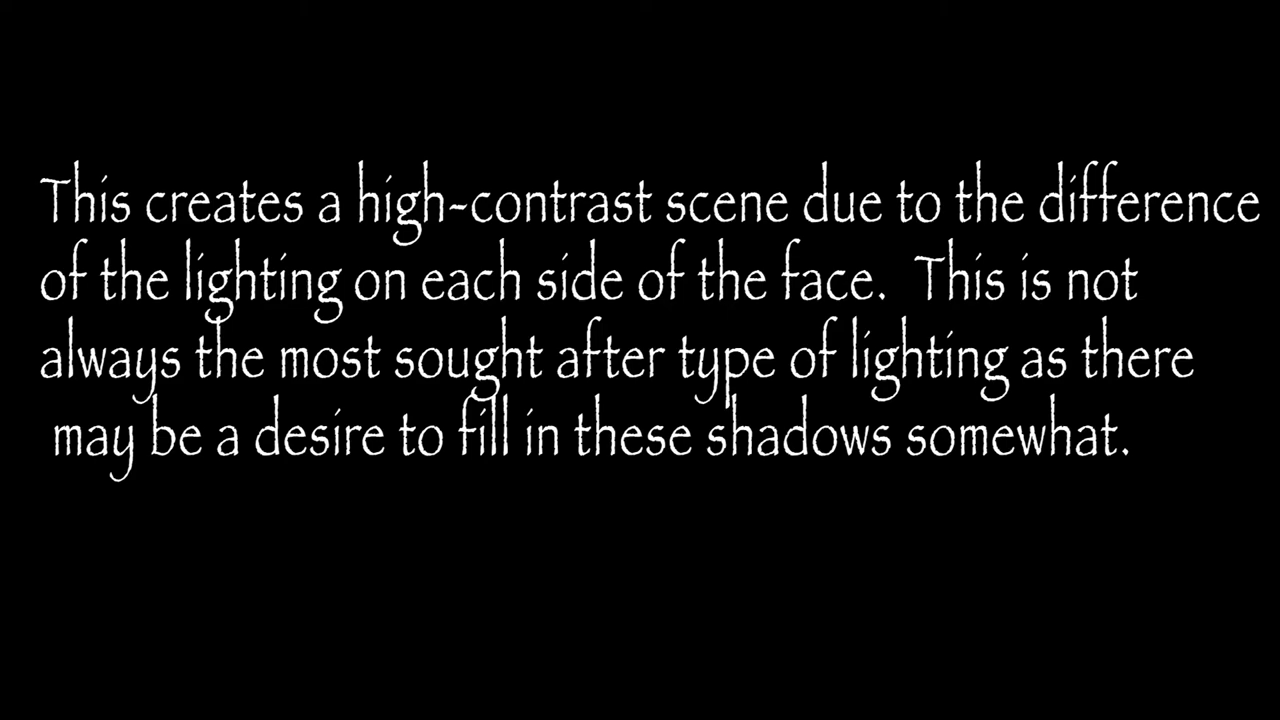 This creates a high-contrast scene due to the difference
of the lighting on each side of the face.  This is not
always the most sought after type of lighting as there
may be a desire to fill in these shadows somewhat.